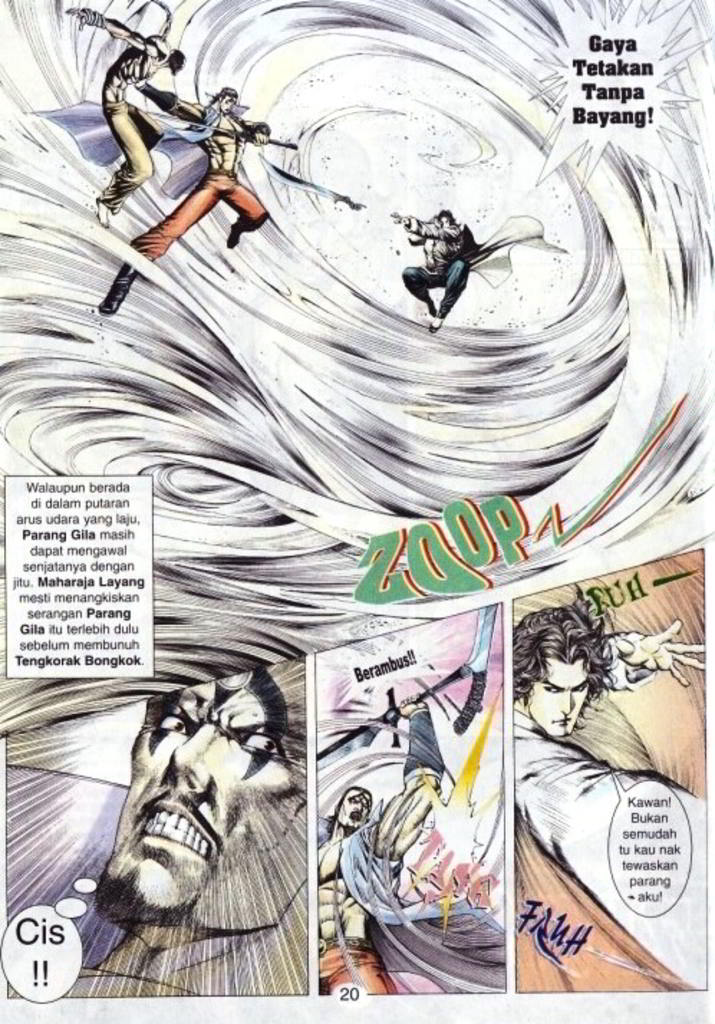 Gaya
Tetakan
Tanpa
Bayang!
Walaupun berada
di dalam putaran
arus udara yang laju,
Parang Gila masih
dapat mengawal
senjatanya dengan
jitu. Maharaja Layang
mesti menangkiskan
serangan Parang
Gila itu terlebih dulu
sebelum membunuh
Tengkorak Bongkok.
ZOOP
TUH
Berambus!!
Kawan!
Bukan
semudah
tu kau nak
tewaskan
parang
aku!
Cis
!!
20